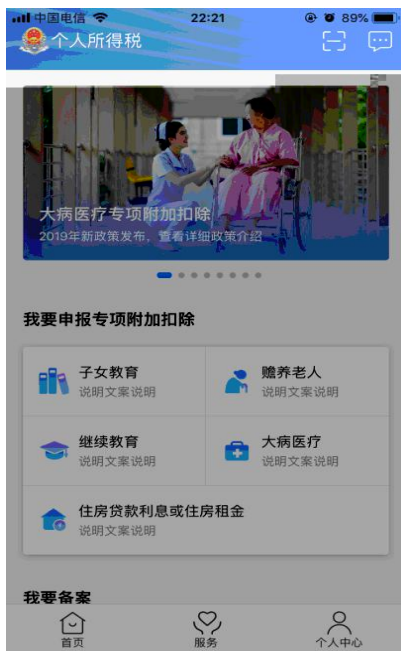 中国电信 22:21 89%
个人所得税
大病医疗专项附加扣除
2019年新政策发布,查看详细政策介绍
我要申报专项附加扣除
子女教育
说明文案说明
赡养老人
说明文案说明
继续教育
说明文案说明
大病医疗
说明文案说明
住房贷款利息或住房租金
说明文案说明
我要备案
首页 服务 个人中心